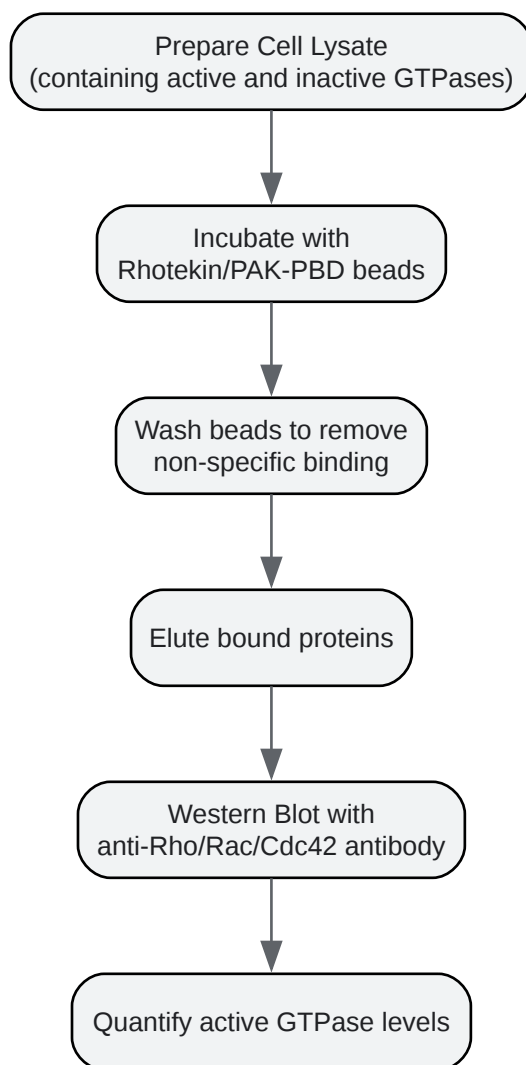 Prepare Cell Lysate
(containing active and inactive GTPases)
Incubate with
Rhotekin/PAK-PBD beads
Wash beads to remove
non-specific binding
Elute bound proteins
Western Blot with
anti-Rho/Rac/Cdc42 antibody
Quantify active GTPase levels